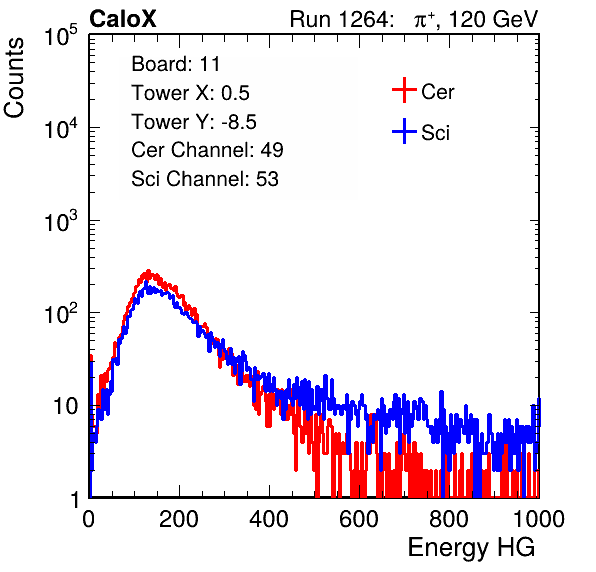 CaloX Run 1264: π⁺, 120 GeV
Counts
10⁵
10⁴
10³
10²
10
1
Board: 11
Tower X: 0.5
Tower Y: -8.5
Cer Channel: 49
Sci Channel: 53
Cer
Sci
0 200 400 600 800 1000
Energy HG